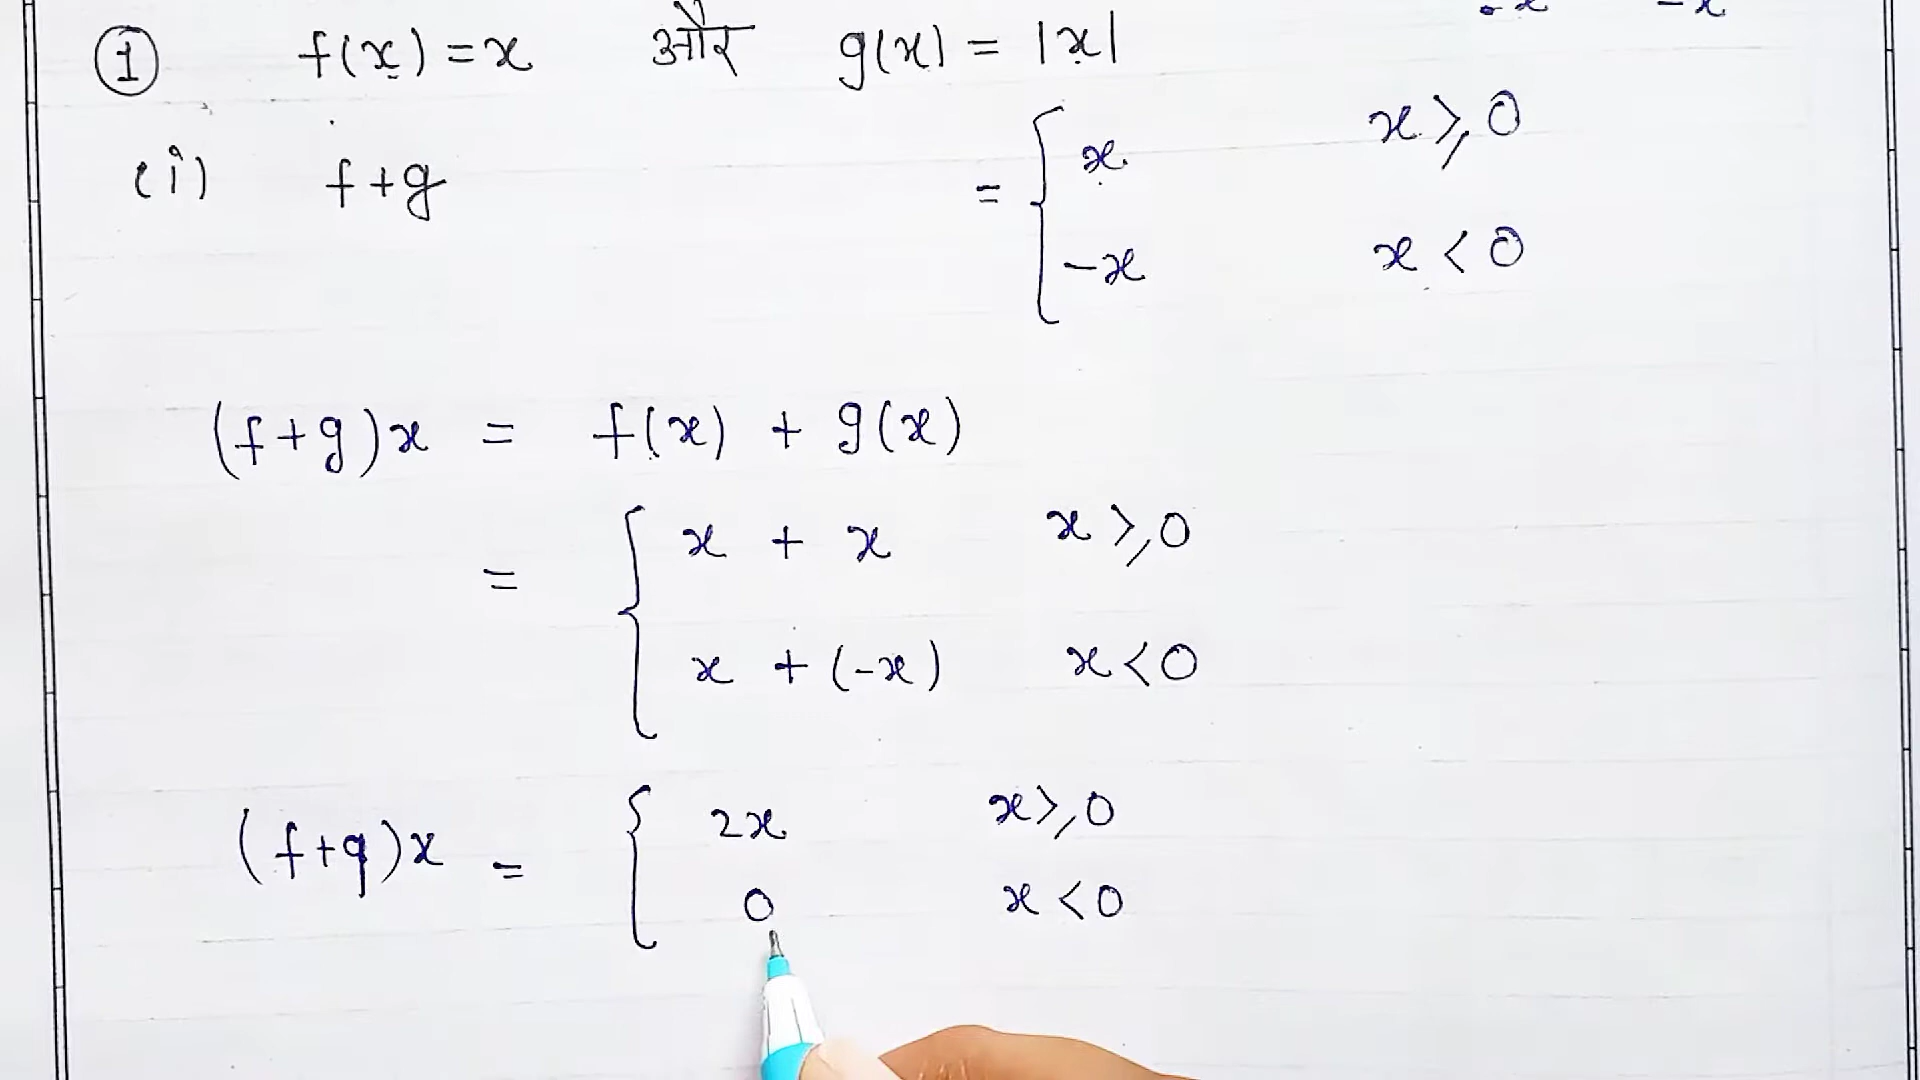 ① f(x) = x और g(x) = |x|
(i) f+g = { x x ≥ 0
-x x < 0
(f+g)x = f(x) + g(x)
= { x + x x ≥ 0
x + (-x) x < 0
(f+g)x = { 2x x ≥ 0
0 x < 0